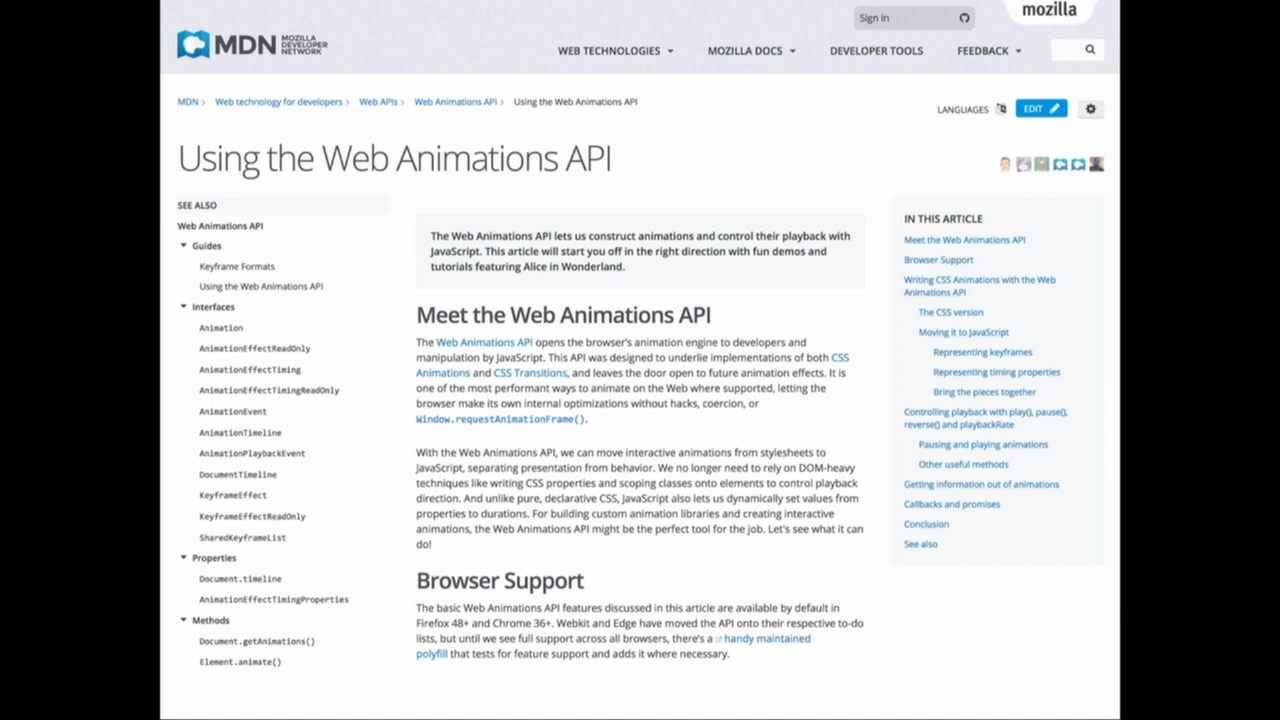 mozilla
Sign in
MDN MOZILLA DEVELOPER NETWORK
WEB TECHNOLOGIES
MOZILLA DOCS
DEVELOPER TOOLS
FEEDBACK
MDN
Web technology for developers
Web APIs
Web Animations API
Using the Web Animations API
LANGUAGES
EDIT
Using the Web Animations API
SEE ALSO
Web Animations API
Guides
Keyframe Formats
Using the Web Animations API
Interfaces
Animation
AnimationEffectReadOnly
AnimationEffectTiming
AnimationEffectTimingReadOnly
AnimationEvent
AnimationTimeline
AnimationPlaybackEvent
DocumentTimeline
KeyframeEffect
KeyframeEffectReadOnly
SharedKeyframeList
Properties
Document.timeline
AnimationEffectTimingProperties
Methods
Document.getAnimations()
Element.animate()
The Web Animations API lets us construct animations and control their playback with
JavaScript. This article will start you off in the right direction with fun demos and
tutorials featuring Alice in Wonderland.
Meet the Web Animations API
The Web Animations API opens the browser's animation engine to developers and
manipulation by JavaScript. This API was designed to underlie implementations of both CSS
Animations and CSS Transitions, and leaves the door open to future animation effects. It is
one of the most performant ways to animate on the Web where supported, letting the
browser make its own internal optimizations without hacks, coercion, or
Window.requestAnimationFrame().
With the Web Animations API, we can move interactive animations from stylesheets to
JavaScript, separating presentation from behavior. We no longer need to rely on DOM-heavy
techniques like writing CSS properties and scoping classes onto elements to control playback
direction. And unlike pure, declarative CSS, JavaScript also lets us dynamically set values from
properties to durations. For building custom animation libraries and creating interactive
animations, the Web Animations API might be the perfect tool for the job. Let's see what it can
do!
Browser Support
The basic Web Animations API features discussed in this article are available by default in
Firefox 48+ and Chrome 36+. Webkit and Edge have moved the API onto their respective to-do
lists, but until we see full support across all browsers, there's a handy maintained
polyfill that tests for feature support and adds it where necessary.
IN THIS ARTICLE
Meet the Web Animations API
Browser Support
Writing CSS Animations with the Web
Animations API
The CSS version
Moving it to JavaScript
Representing keyframes
Representing timing properties
Bring the pieces together
Controlling playback with play(), pause(),
reverse() and playbackRate
Pausing and playing animations
Other useful methods
Getting information out of animations
Callbacks and promises
Conclusion
See also